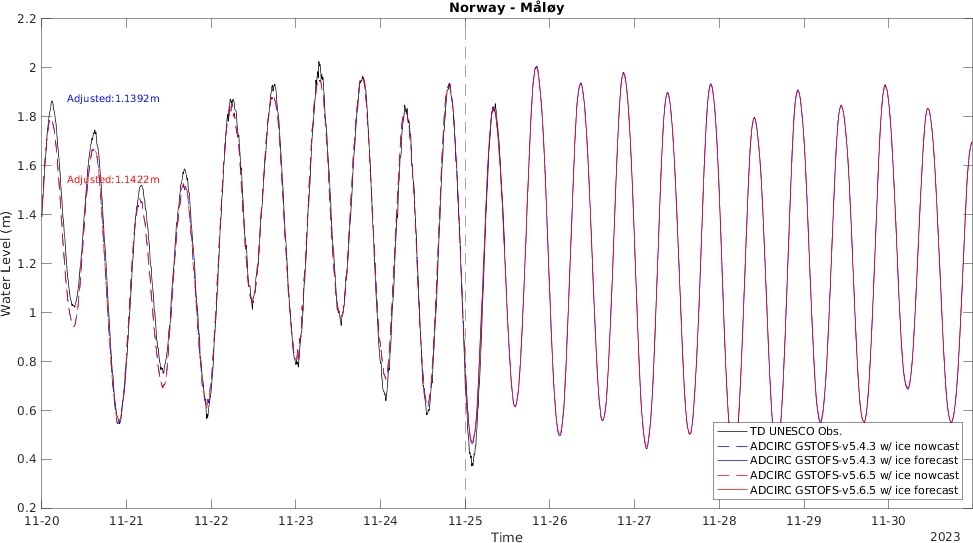 Norway - Måløy
2.2
2
1.8
1.6
1.4
1.2
1
0.8
0.6
0.4
0.2
Water Level (m)
Adjusted:1.1392m
Adjusted:1.1422m
TD UNESCO Obs.
ADCIRC GSTOFS-v5.4.3 w/ ice nowcast
ADCIRC GSTOFS-v5.4.3 w/ ice forecast
ADCIRC GSTOFS-v5.6.5 w/ ice nowcast
ADCIRC GSTOFS-v5.6.5 w/ ice forecast
11-20 11-21 11-22 11-23 11-24 11-25 11-26 11-27 11-28 11-29 11-30
Time
2023